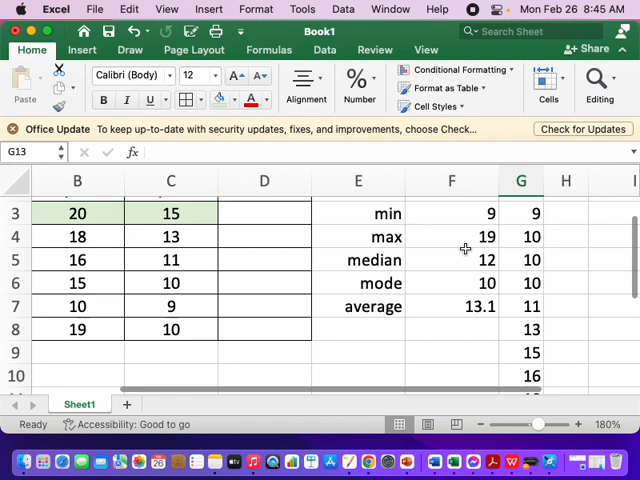 Excel File Edit View Insert Format Tools Data Window Help Mon Feb 26 8:45 AM
Book1
Search Sheet
Home Insert Draw Page Layout Formulas Data Review View Share
Paste
Calibri (Body) 12 A A
B I U A
Alignment
%
Number
Conditional Formatting
Format as Table
Cell Styles
Cells
Editing
Office Update To keep up-to-date with security updates, fixes, and improvements, choose Chec... Check for Updates
G13 fx
B C D E F G H I
3 20 15 min 9 9
4 18 13 max 19 10
5 16 11 median 12 10
6 15 10 mode 10 10
7 10 9 average 13.1 11
8 19 10 13
9 15
10 16
Sheet1 +
Ready Accessibility: Good to go 180%